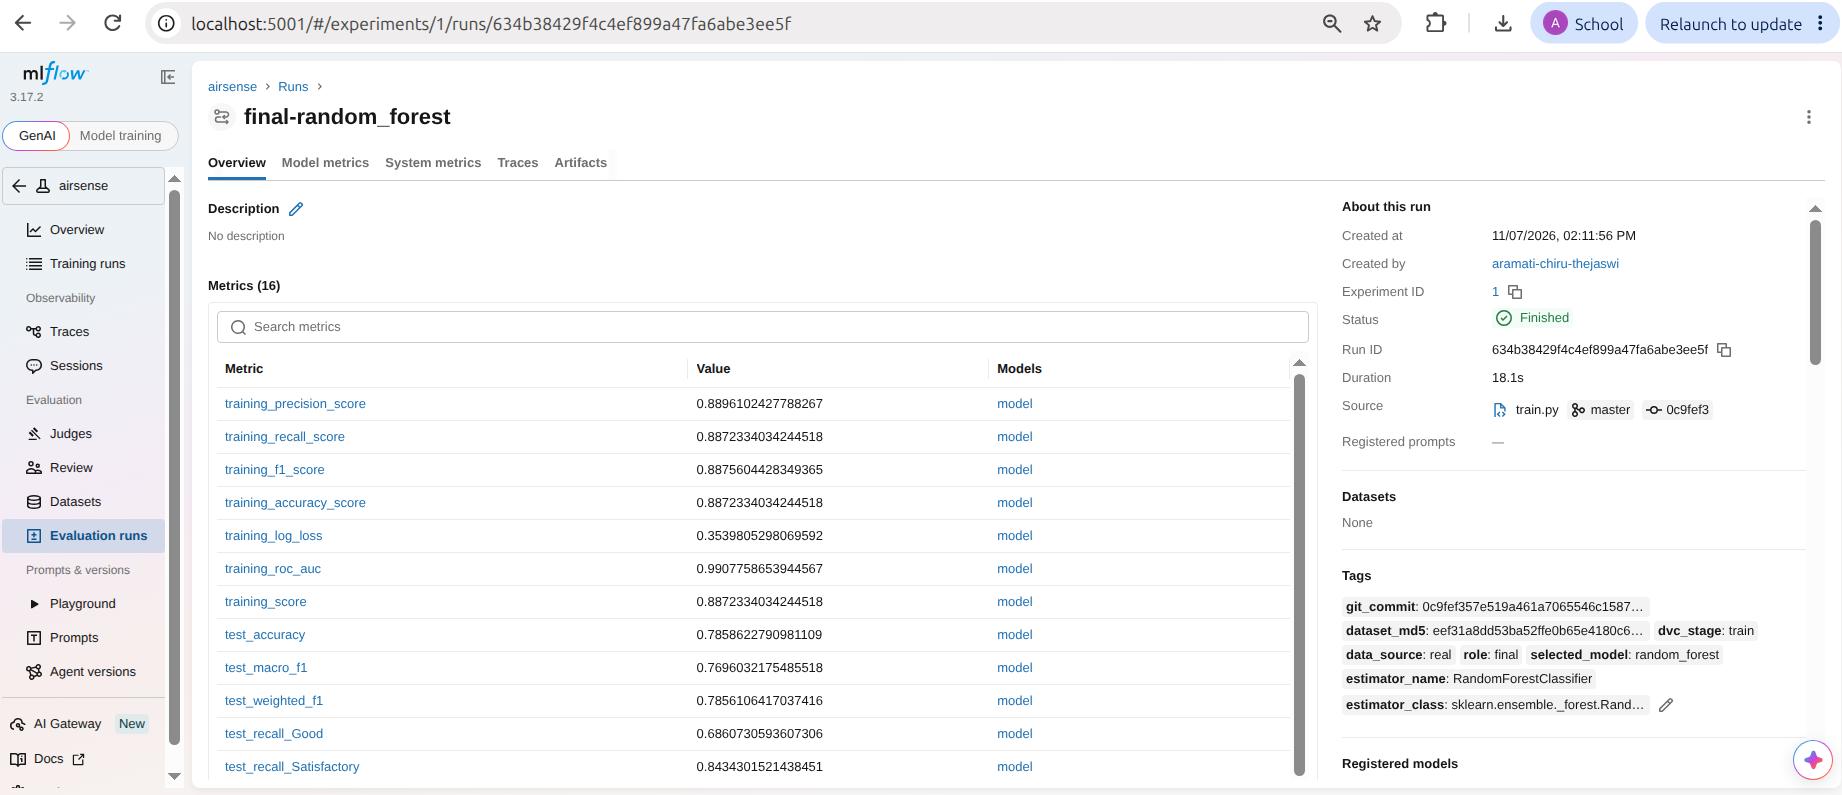 localhost:5001/#/experiments/1/runs/634b38429f4c4ef899a47fa6abe3ee5f
A School
Relaunch to update
mlflow
3.17.2
GenAI
Model training
airsense
Overview
Training runs
Observability
Traces
Sessions
Evaluation
Judges
Review
Datasets
Evaluation runs
Prompts & versions
Playground
Prompts
Agent versions
AI Gateway New
Docs
airsense > Runs >
final-random_forest
Overview Model metrics System metrics Traces Artifacts
Description
No description
Metrics (16)
Search metrics
Metric Value Models
training_precision_score 0.8896102427788267 model
training_recall_score 0.8872334034244518 model
training_f1_score 0.8875604428349365 model
training_accuracy_score 0.8872334034244518 model
training_log_loss 0.3539805298069592 model
training_roc_auc 0.9907758653944567 model
training_score 0.8872334034244518 model
test_accuracy 0.7858622790981109 model
test_macro_f1 0.7696032175485518 model
test_weighted_f1 0.7856106417037416 model
test_recall_Good 0.6860730593607306 model
test_recall_Satisfactory 0.8434301521438451 model
About this run
Created at 11/07/2026, 02:11:56 PM
Created by aramati-chiru-thejaswi
Experiment ID 1
Status Finished
Run ID 634b38429f4c4ef899a47fa6abe3ee5f
Duration 18.1s
Source train.py master 0c9fef3
Registered prompts —
Datasets
None
Tags
git_commit: 0c9fef357e519a461a7065546c1587...
dataset_md5: eef31a8dd53ba52ffe0b65e4180c6... dvc_stage: train
data_source: real role: final selected_model: random_forest
estimator_name: RandomForestClassifier
estimator_class: sklearn.ensemble._forest.Rand...
Registered models